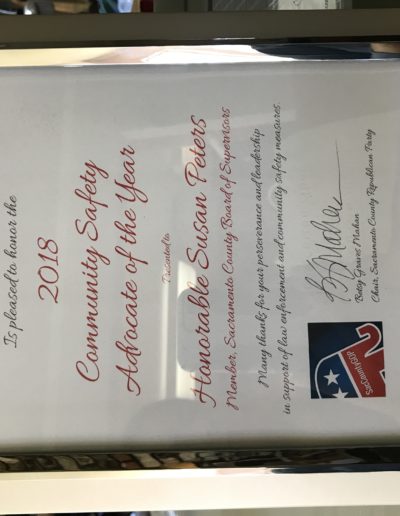 Is pleased to honor the
2018
Community Safety
Advocate of the Year
Presented to
Honorable Susan Peters
Member, Sacramento County Board of Supervisors
Many thanks for your perseverance and leadership
in support of law enforcement and community safety measures.
Betsy Graves Mahan
Chair, Sacramento County Republican Party
SacCountyGOP